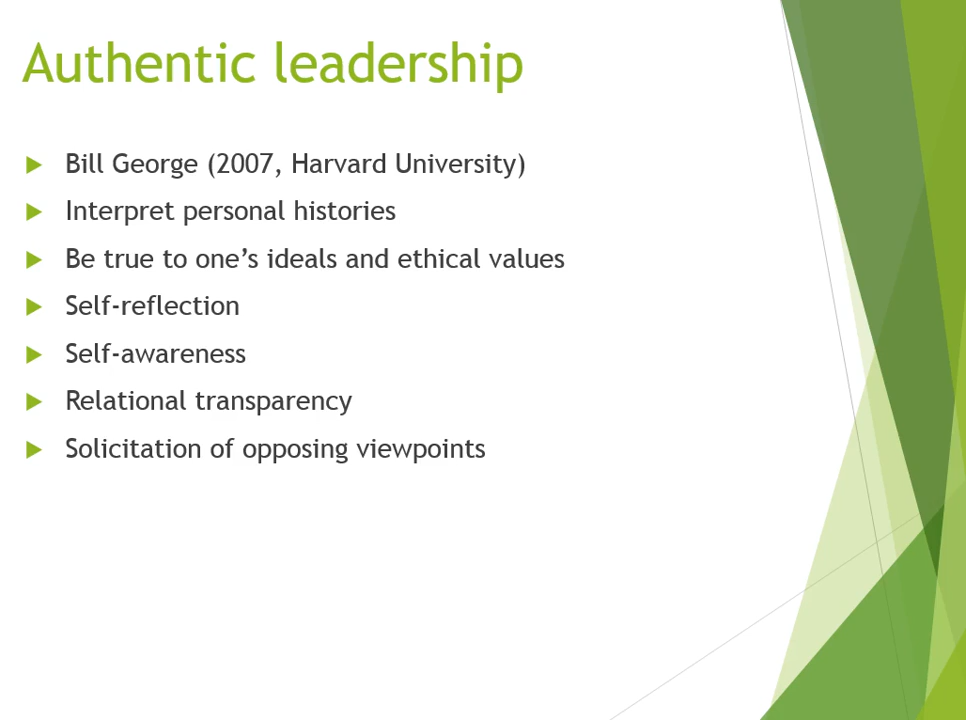 Authentic leadership
Bill George (2007, Harvard University)
Interpret personal histories
Be true to one’s ideals and ethical values
Self-reflection
Self-awareness
Relational transparency
Solicitation of opposing viewpoints